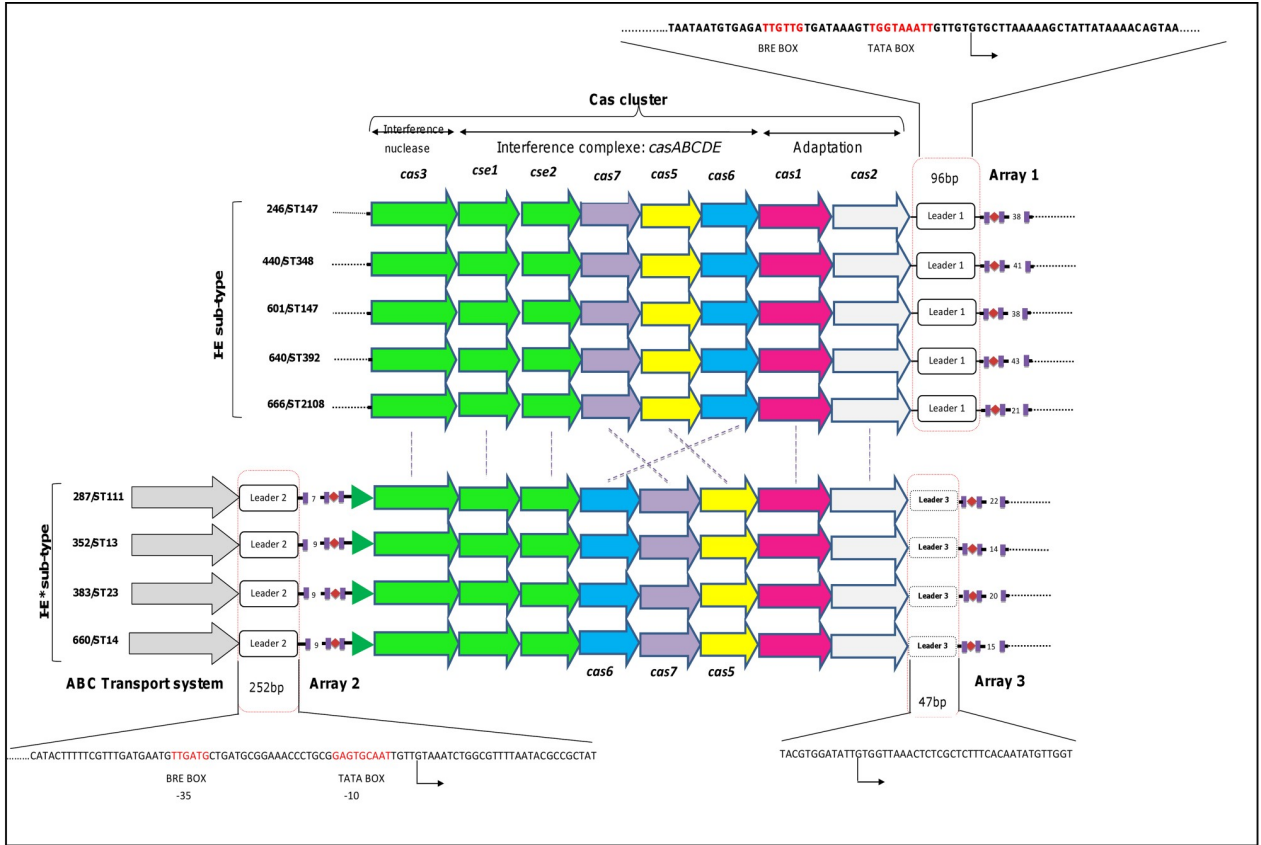 .............TAATAATGTGAGATTGTTGTGATAAAGTTGGTAAATTGTTGTGTGCTTAAAAAGCTATTATAAAACAGTAA......
BRE BOX TATA BOX
Cas cluster
Interference nuclease
Interference complexe: casABCDE
Adaptation
cas3 cse1 cse2 cas7 cas5 cas6 cas1 cas2
96bp
Array 1
I-E sub-type
246/ST147 Leader 1 38
440/ST348 Leader 1 41
601/ST147 Leader 1 38
640/ST392 Leader 1 43
666/ST2108 Leader 1 21
I-E* sub-type
287/ST111 Leader 2 7 Leader 3 22
352/ST13 Leader 2 9 Leader 3 14
383/ST23 Leader 2 9 Leader 3 20
660/ST14 Leader 2 9 Leader 3 15
cas6 cas7 cas5
ABC Transport system
252bp
Array 2
47bp
Array 3
.........CATACTTTTTCGTTTGATGAATGTTGATGCTGATGCGGAAACCCTGCGGAGTGCAATTGTTGTAAATCTGGCGTTTTAATACGCCGCTAT
BRE BOX TATA BOX
-35 -10
TACGTGGATATTGTGGTTAAACTCTCGCTCTTTCACAATATGTTGGT